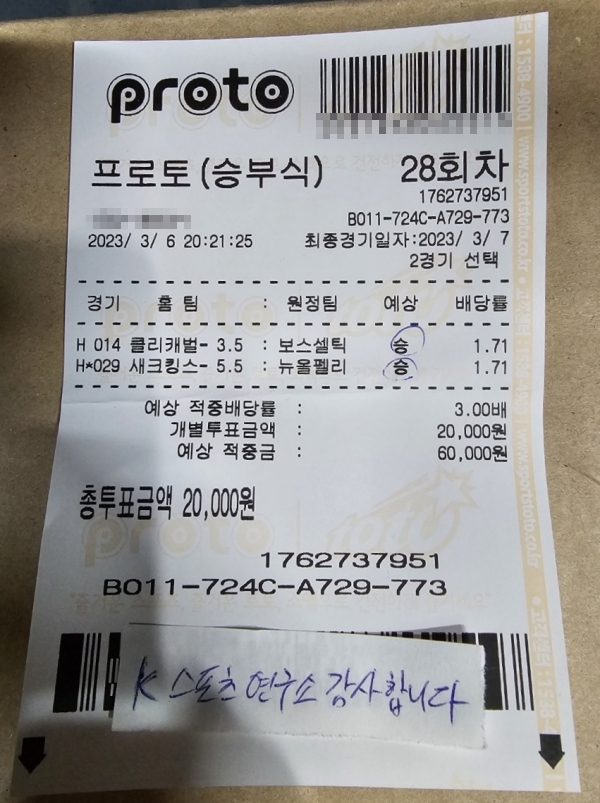 proto
프로토(승부식) 28회차
1762737951
B011-724C-A729-773
2023/ 3/ 6 20:21:25 최종경기일자:2023/ 3/ 7
2경기 선택
경기 홈 팀 : 원정팀 예상 배당률
H 014 클리캐벌- 3.5 : 보스셀틱 승 1.71
H*029 새크킹스- 5.5 : 뉴올펠리 승 1.71
예상 적중배당률 : 3.00배
개별투표금액 : 20,000원
예상 적중금 : 60,000원
총투표금액 20,000원
1762737951
B011-724C-A729-773
K 스포츠 연구소 감사합니다
1588-4900 | www.sportstoto.co.kr